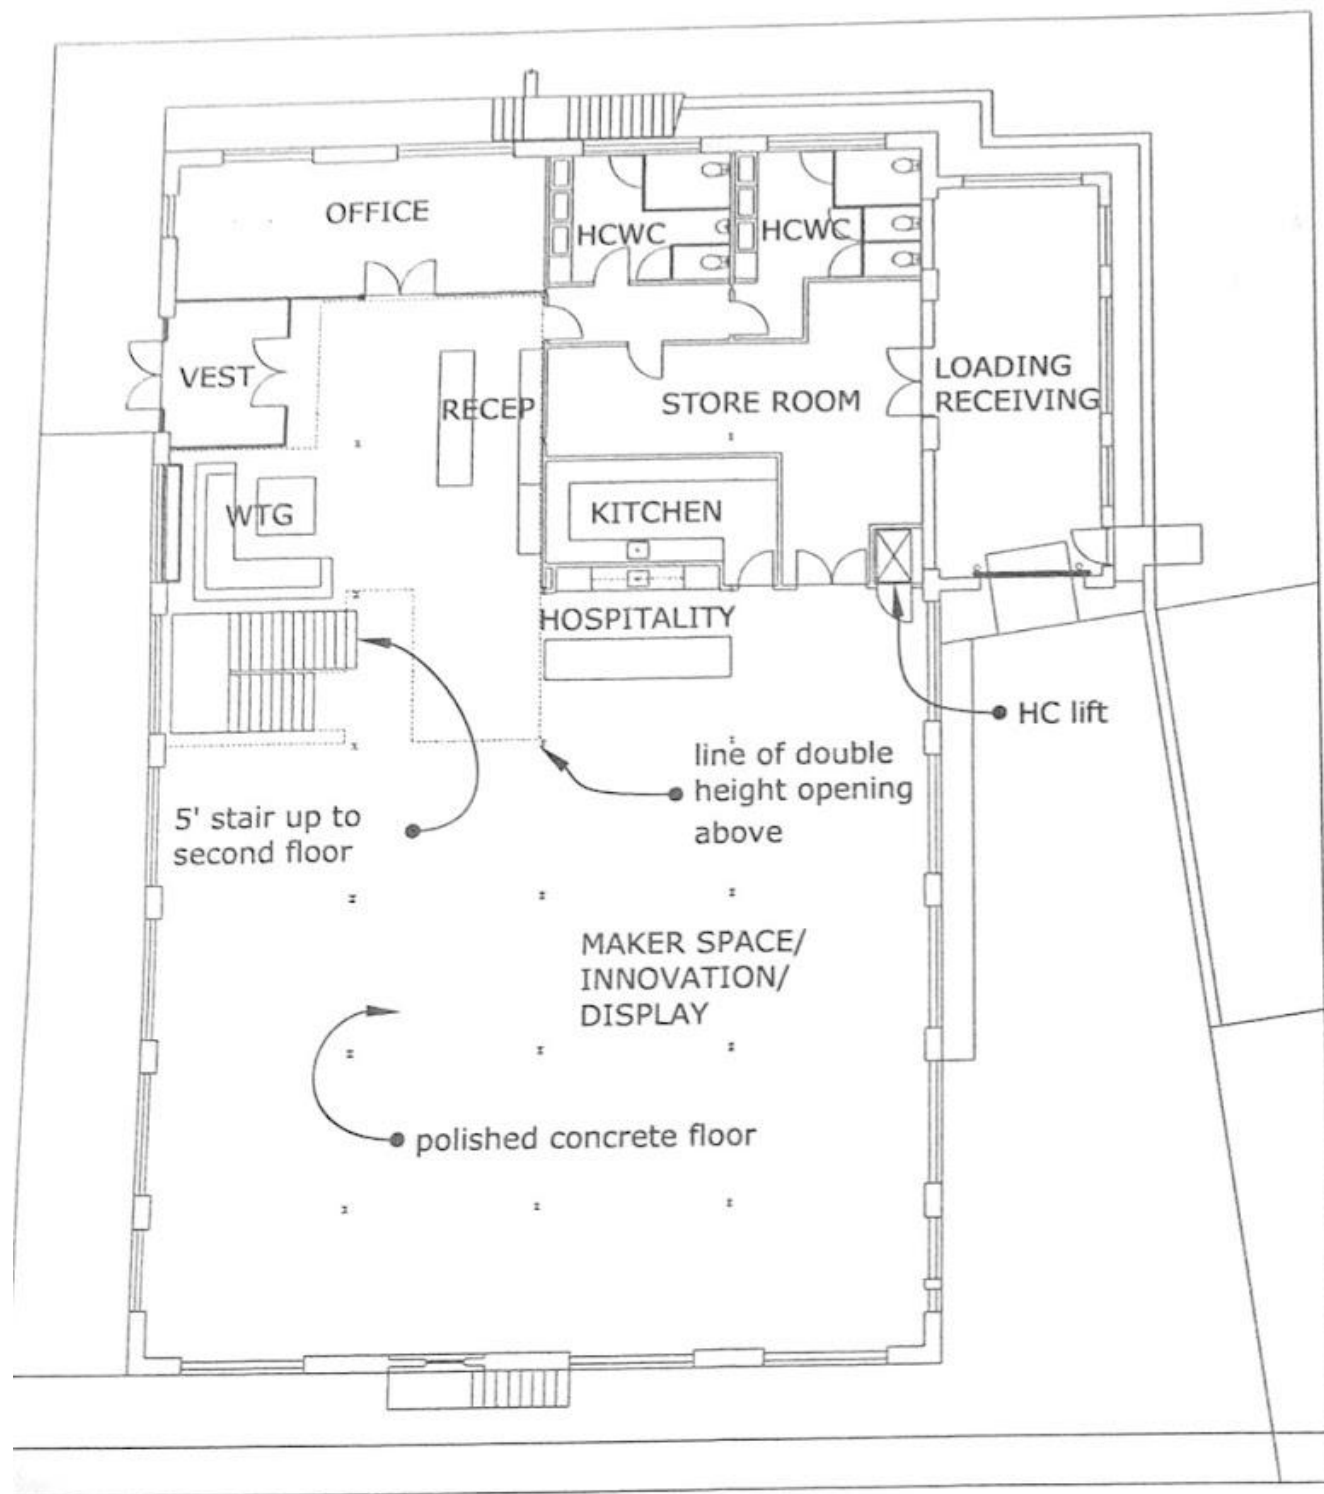 OFFICE
HCWC
HCWC
VEST
RECEP
STORE ROOM
LOADING
RECEIVING
WTG
KITCHEN
HOSPITALITY
HC lift
line of double
height opening
above
5' stair up to
second floor
MAKER SPACE/
INNOVATION/
DISPLAY
polished concrete floor